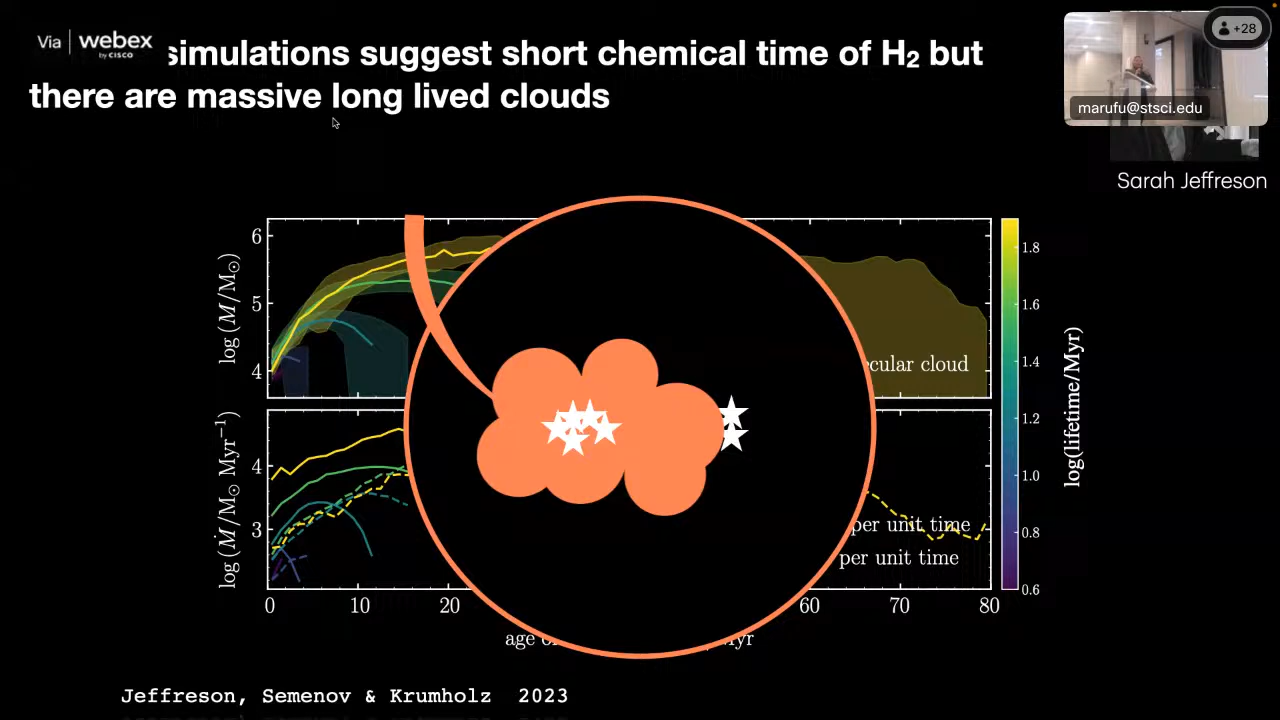 Via webex
by CISCO
simulations suggest short chemical time of H₂ but
there are massive long lived clouds
+28
marufu@stsci.edu
Sarah Jeffreson
6
5
4
log (M/M☉)
cular cloud
4
3
log (Ṁ/M☉ Myr⁻¹)
per unit time
per unit time
0
10
20
60
70
80
age
yr
1.8
1.6
1.4
1.2
1.0
0.8
0.6
log(lifetime/Myr)
Jeffreson, Semenov & Krumholz 2023